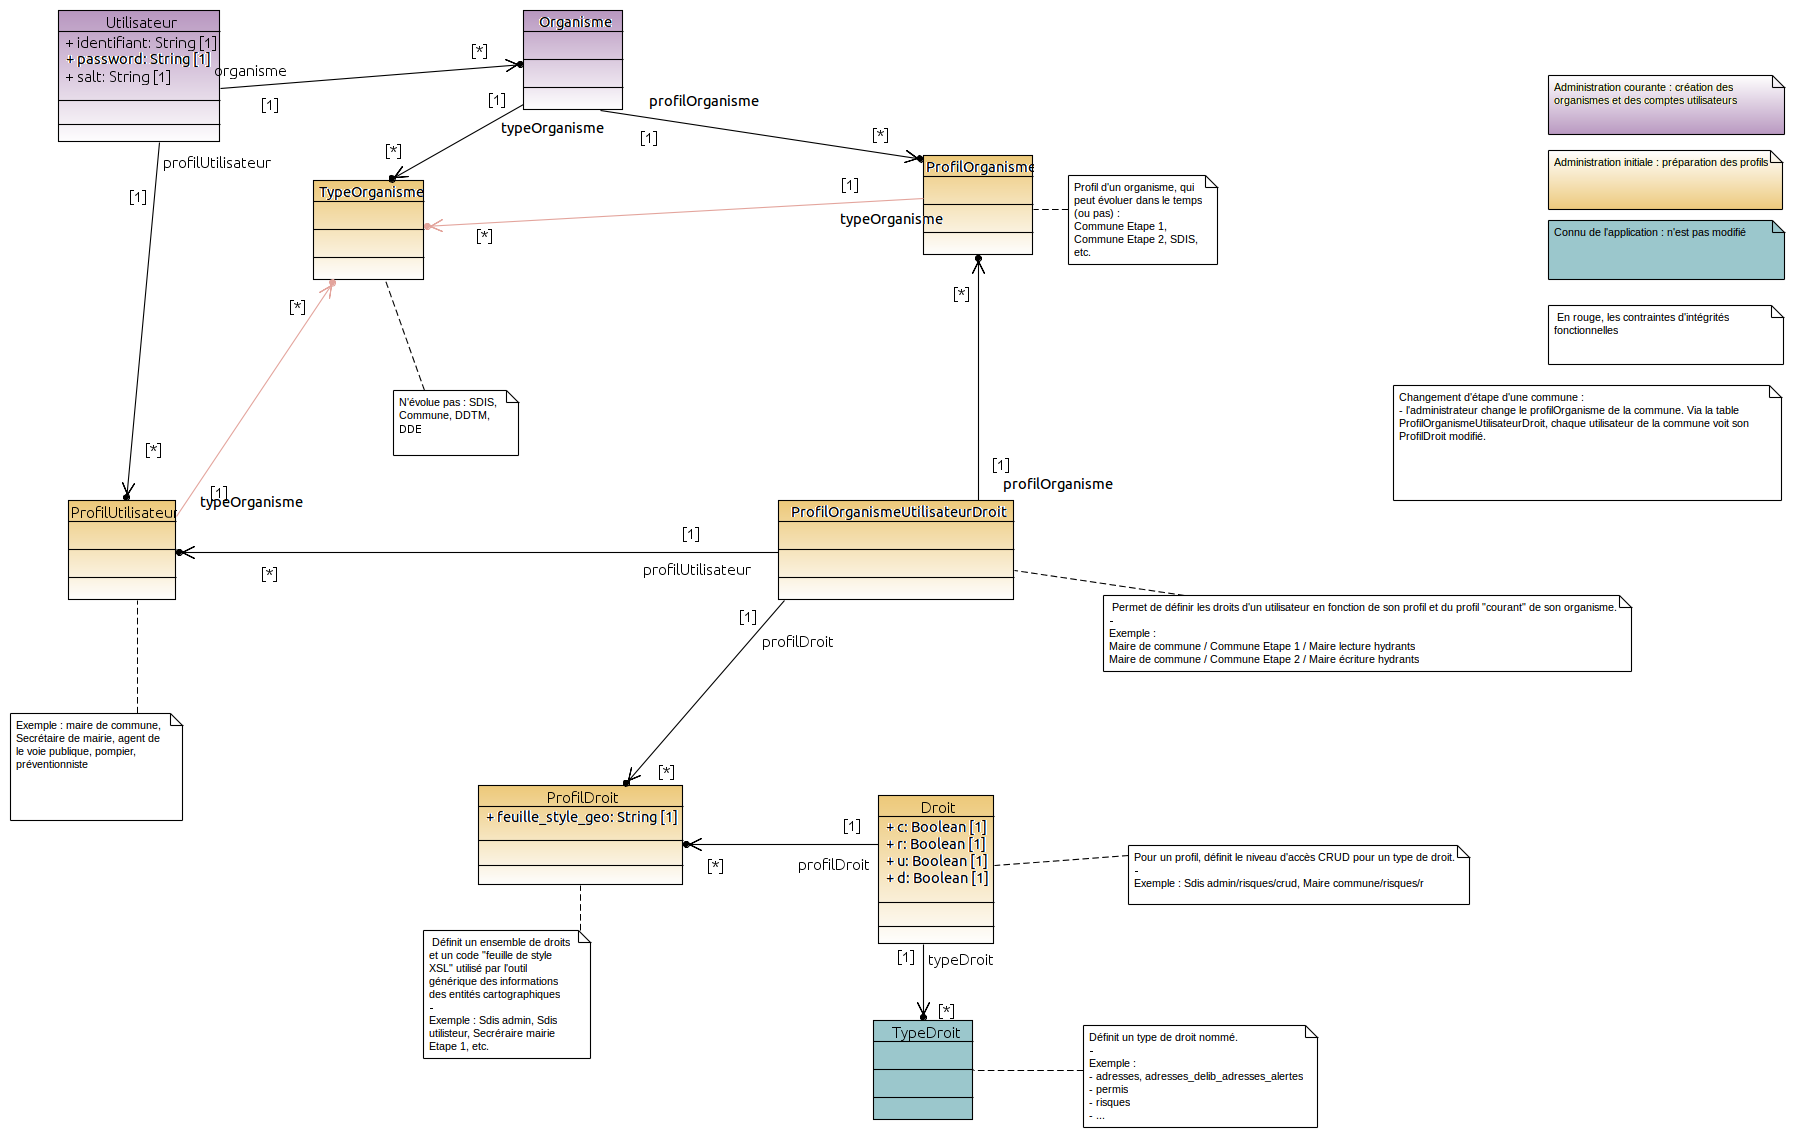 Utilisateur
+ identifiant: String [1]
+ password: String [1]
+ salt: String [1]
organisme
[1]
[*]
Organisme
[1]
typeOrganisme
[*]
profilOrganisme
[1]
[*]
profilUtilisateur
[1]
[*]
TypeOrganisme
ProfilOrganisme
[1]
typeOrganisme
[*]
Profil d'un organisme, qui
peut évoluer dans le temps
(ou pas) :
Commune Etape 1,
Commune Etape 2, SDIS,
etc.
Administration courante : création des
organismes et des comptes utilisateurs
Administration initiale : préparation des profils
Connu de l'application : n'est pas modifié
En rouge, les contraintes d'intégrités
fonctionnelles
Changement d'étape d'une commune :
- l'administrateur change le profilOrganisme de la commune. Via la table
ProfilOrganismeUtilisateurDroit, chaque utilisateur de la commune voit son
ProfilDroit modifié.
[*]
[*]
N'évolue pas : SDIS,
Commune, DDTM,
DDE
[1]
typeOrganisme
[1]
profilOrganisme
ProfilUtilisateur
ProfilOrganismeUtilisateurDroit
[1]
profilUtilisateur
[*]
Permet de définir les droits d'un utilisateur en fonction de son profil et du profil "courant" de son organisme.
-
Exemple :
Maire de commune / Commune Etape 1 / Maire lecture hydrants
Maire de commune / Commune Etape 2 / Maire écriture hydrants
[1]
profilDroit
[*]
Exemple : maire de commune,
Secrétaire de mairie, agent de
le voie publique, pompier,
préventionniste
ProfilDroit
+ feuille_style_geo: String [1]
Droit
+ c: Boolean [1]
+ r: Boolean [1]
+ u: Boolean [1]
+ d: Boolean [1]
[1]
profilDroit
[*]
Pour un profil, définit le niveau d'accès CRUD pour un type de droit.
-
Exemple : Sdis admin/risques/crud, Maire commune/risques/r
Définit un ensemble de droits
et un code "feuille de style
XSL" utilisé par l'outil
générique des informations
des entités cartographiques
-
Exemple : Sdis admin, Sdis
utilisteur, Secréraire mairie
Etape 1, etc.
[1]
typeDroit
[*]
TypeDroit
Définit un type de droit nommé.
-
Exemple :
- adresses, adresses_delib_adresses_alertes
- permis
- risques
- ...